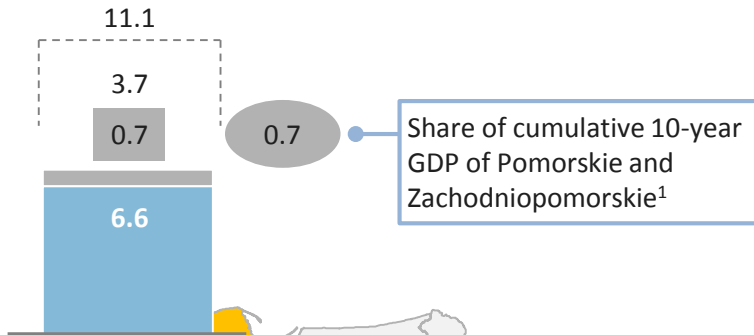 11.1
3.7
0.7
0.7
Share of cumulative 10-year
GDP of Pomorskie and
Zachodniopomorskie¹
6.6